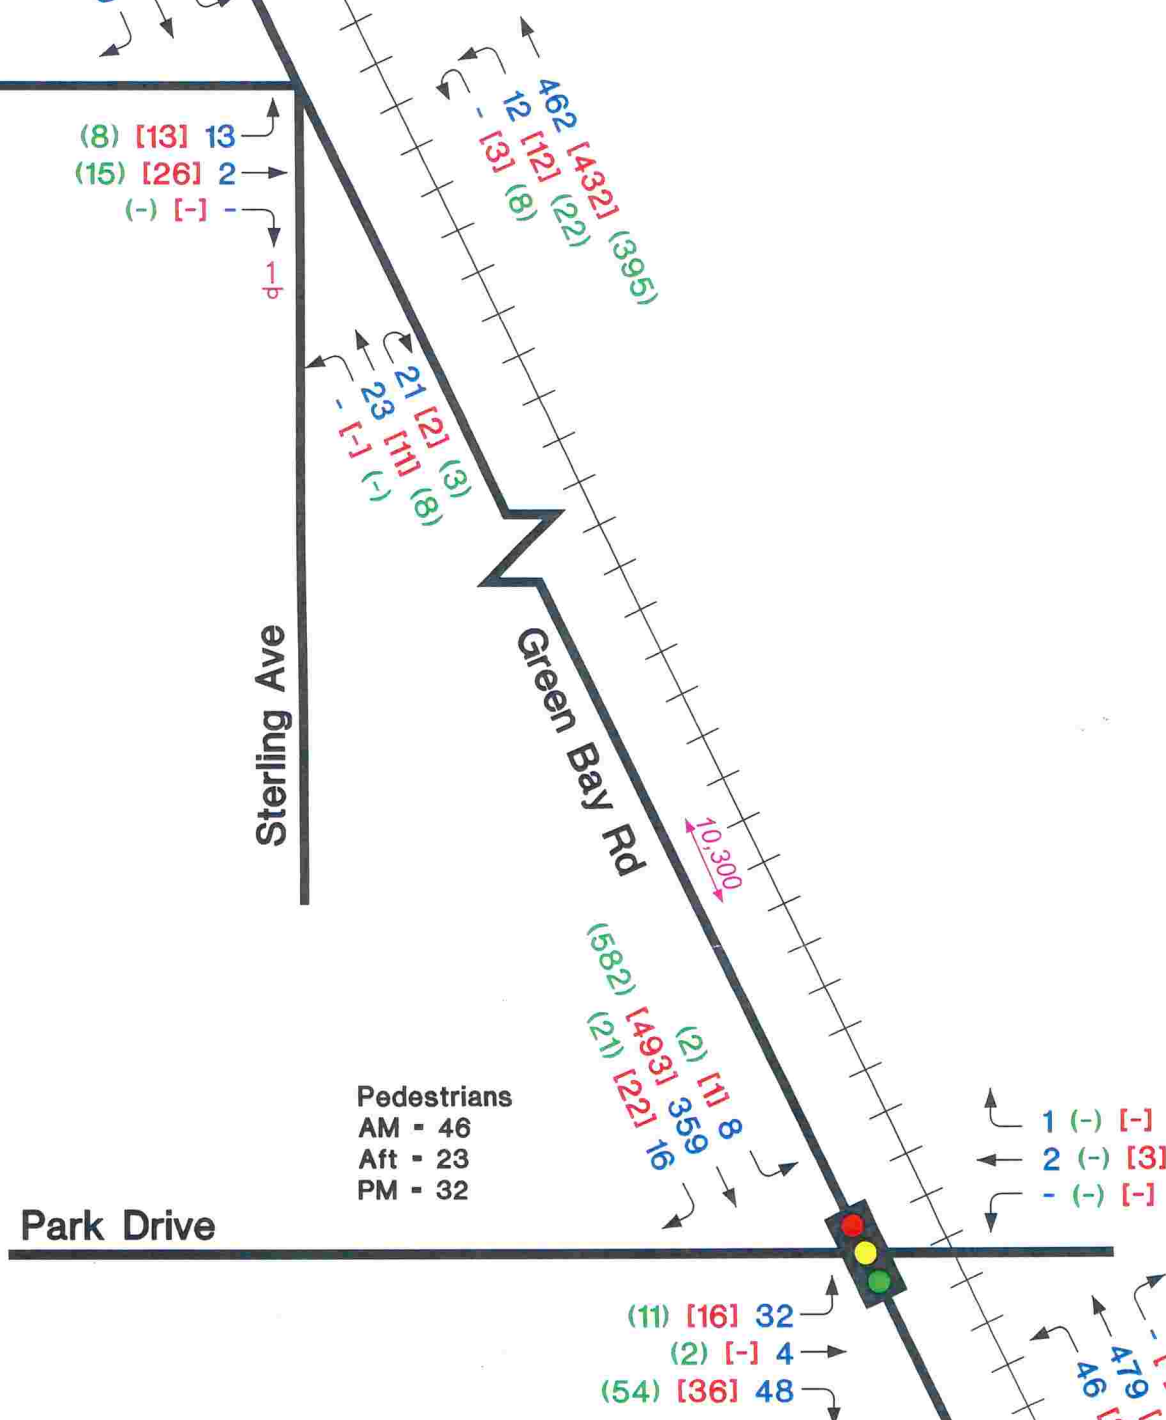 462 [432] (395)
12 [12] (22)
- [3] (8)
(8) [13] 13
(15) [26] 2
(-) [-] -
1
21 [2] (3)
23 [11] (8)
- [-] (-)
Sterling Ave
Green Bay Rd
10,300
(2) [1] 8
(582) [493] 359
(21) [22] 16
Pedestrians
AM - 46
Aft - 23
PM - 32
1 (-) [-]
2 (-) [3]
- (-) [-]
Park Drive
(11) [16] 32
(2) [-] 4
(54) [36] 48
- [
479 [
46 [